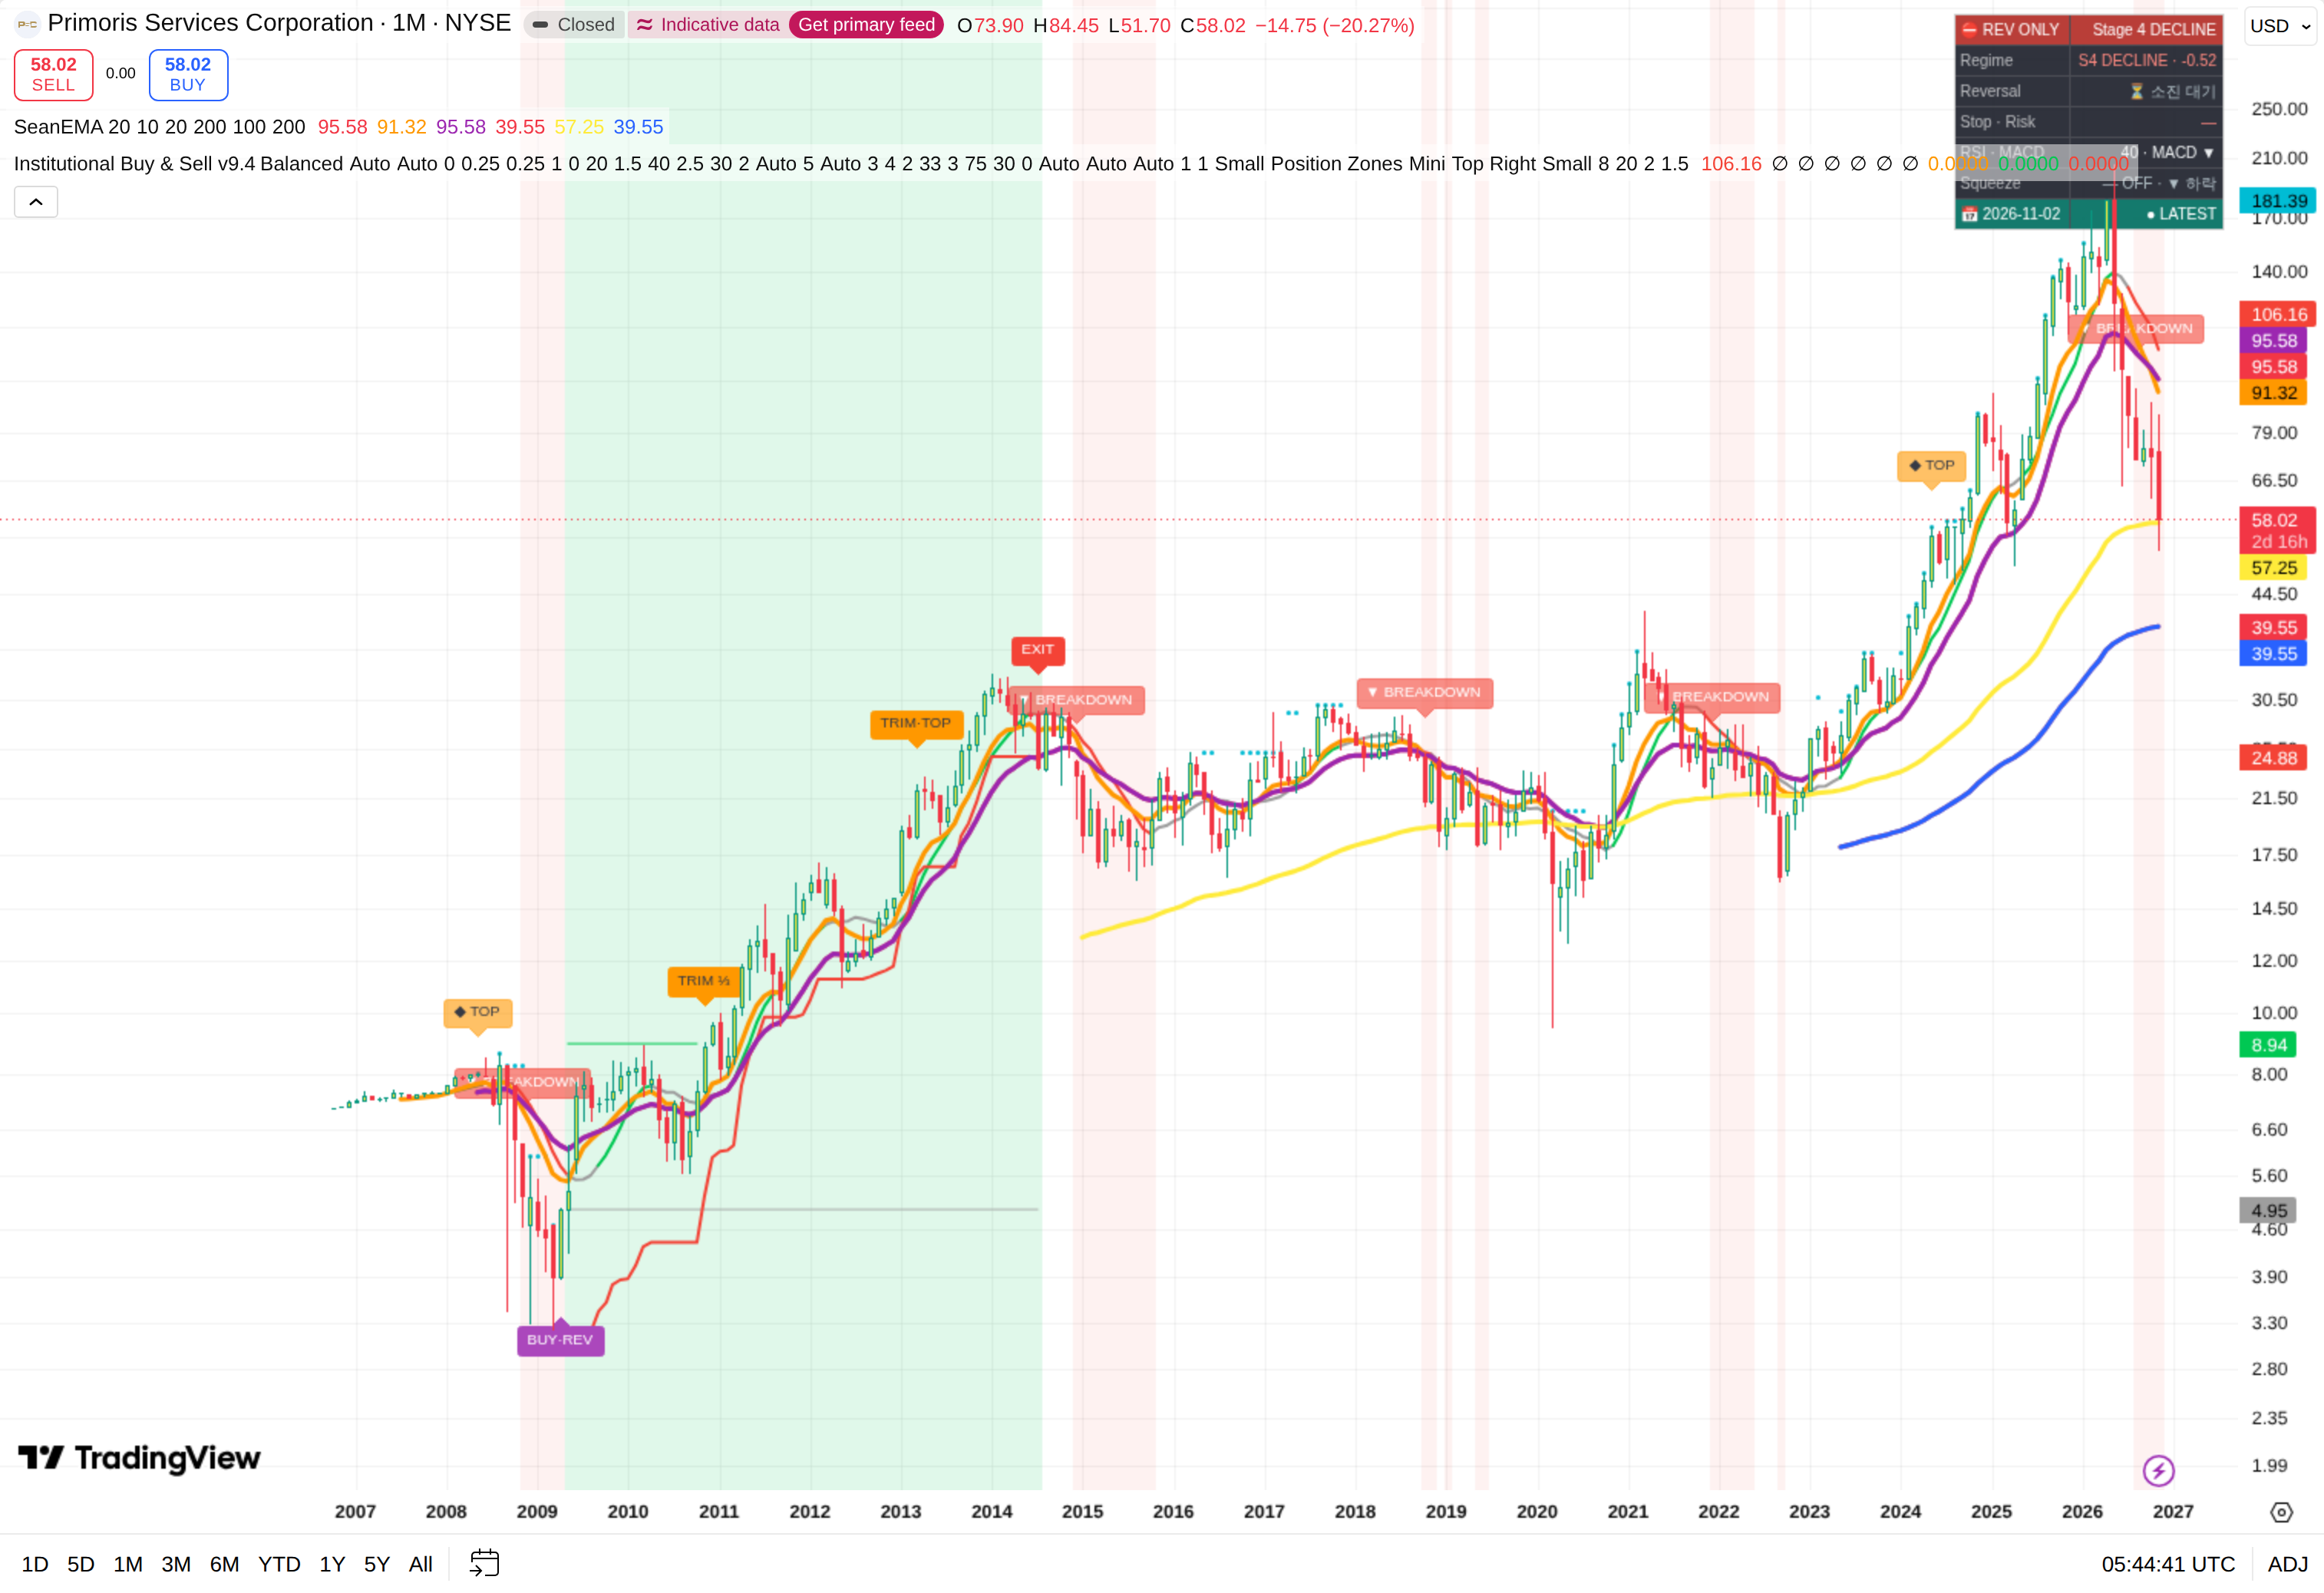 Primoris Services Corporation · 1M · NYSE
Closed
Indicative data
Get primary feed
O73.90 H84.45 L51.70 C58.02 −14.75 (−20.27%)
58.02
SELL
0.00
58.02
BUY
SeanEMA 20 10 20 200 100 200 95.58 91.32 95.58 39.55 57.25 39.55
Institutional Buy & Sell v9.4 Balanced Auto Auto 0 0.25 0.25 1 0 20 1.5 40 2.5 30 2 Auto 5 Auto 3 4 2 33 3 75 30 0 Auto Auto Auto 1 1 Small Position Zones Mini Top Right Small 8 20 2 1.5 106.16 ∅ ∅ ∅ ∅ ∅ ∅ 0.0000 0.0000 0.0000
⛔ REV ONLY Stage 4 DECLINE
Regime S4 DECLINE · -0.52
Reversal ⏳ 소진 대기
Stop · Risk —
RSI · MACD 40 · MACD ▼
Squeeze — OFF · ▼ 하락
📅 2026-11-02 ● LATEST
USD
250.00
210.00
181.39
170.00
140.00
106.16
95.58
95.58
91.32
79.00
66.50
58.02
2d 16h
57.25
44.50
39.55
39.55
30.50
24.88
21.50
17.50
14.50
12.00
10.00
8.94
8.00
6.60
5.60
4.95
4.60
3.90
3.30
2.80
2.35
1.99
◆ TOP
BREAKDOWN
BUY-REV
TRIM ⅓
TRIM-TOP
EXIT
▼ BREAKDOWN
▼ BREAKDOWN
BREAKDOWN
◆ TOP
BREAKDOWN
TradingView
2007 2008 2009 2010 2011 2012 2013 2014 2015 2016 2017 2018 2019 2020 2021 2022 2023 2024 2025 2026 2027
1D 5D 1M 3M 6M YTD 1Y 5Y All
05:44:41 UTC
ADJ